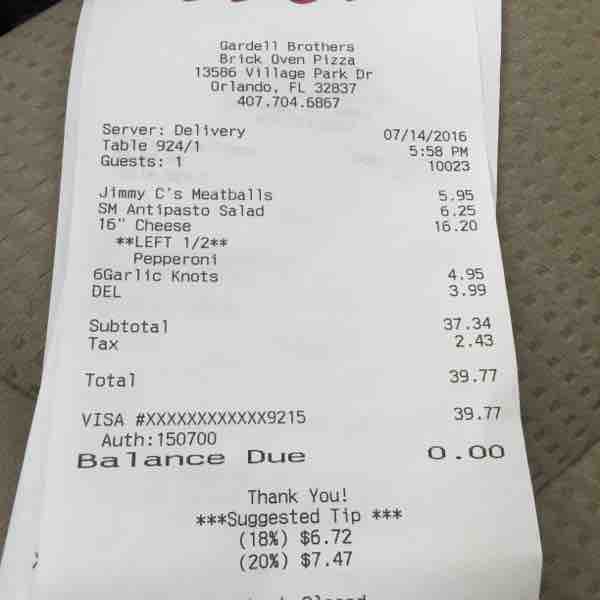 Gardell Brothers
Brick Oven Pizza
13586 Village Park Dr
Orlando, FL 32837
407.704.6867
Server: Delivery 07/14/2016
Table 924/1 5:58 PM
Guests: 1 10023
Jimmy C's Meatballs 5.95
SM Antipasto Salad 6.25
16" Cheese 16.20
**LEFT 1/2**
Pepperoni
6Garlic Knots 4.95
DEL 3.99
Subtotal 37.34
Tax 2.43
Total 39.77
VISA #XXXXXXXXXXXX9215 39.77
Auth:150700
Balance Due 0.00
Thank You!
***Suggested Tip ***
(18%) $6.72
(20%) $7.47